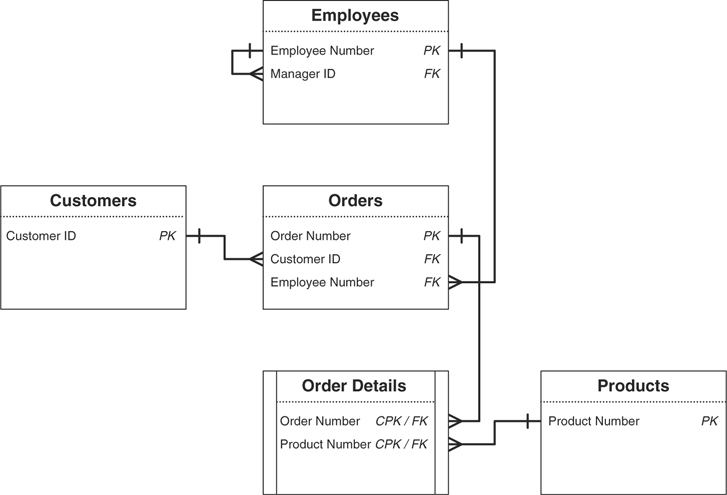 Employees
Employee Number PK
Manager ID FK
Customers
Customer ID PK
Orders
Order Number PK
Customer ID FK
Employee Number FK
Order Details
Order Number CPK / FK
Product Number CPK / FK
Products
Product Number PK